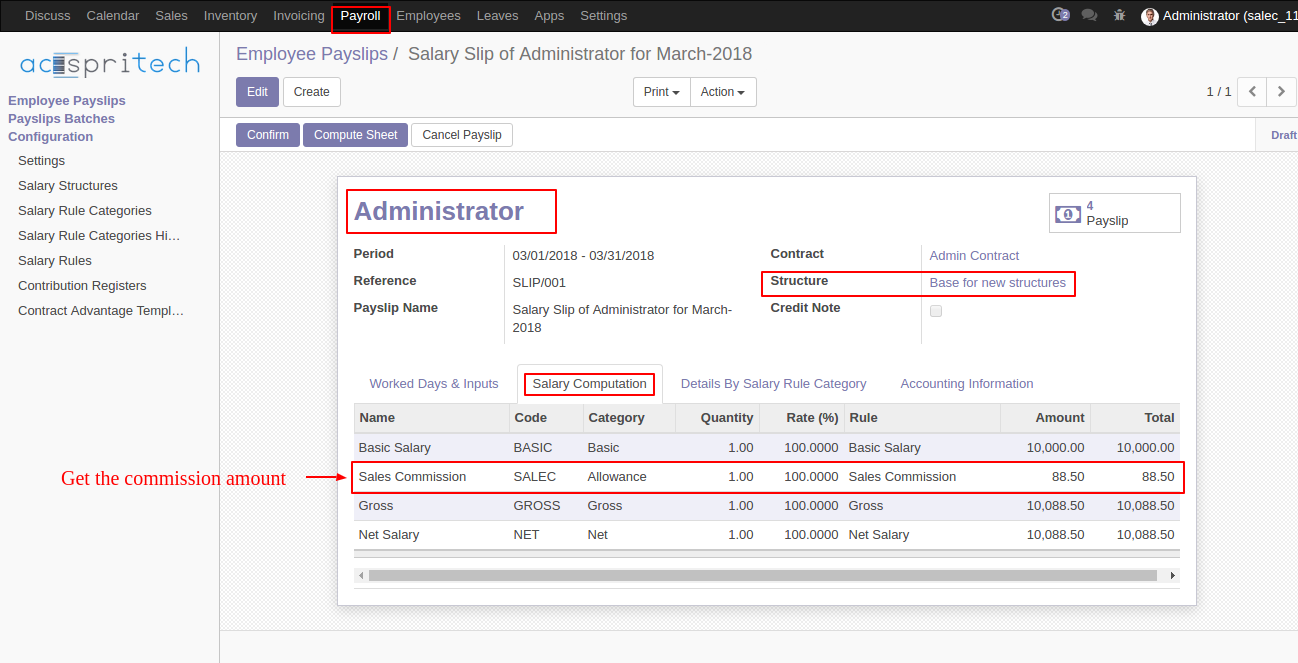 Discuss Calendar Sales Inventory Invoicing Payroll Employees Leaves Apps Settings 2 Administrator (salec_11
acespritech
Employee Payslips / Salary Slip of Administrator for March-2018
Edit Create Print Action 1 / 1
Employee Payslips
Payslips Batches
Configuration
Settings
Salary Structures
Salary Rule Categories
Salary Rule Categories Hi…
Salary Rules
Contribution Registers
Contract Advantage Templ…
Confirm Compute Sheet Cancel Payslip Draft
Administrator
4
Payslip
Period 03/01/2018 - 03/31/2018 Contract Admin Contract
Reference SLIP/001 Structure Base for new structures
Payslip Name Salary Slip of Administrator for March- Credit Note
2018
Worked Days & Inputs Salary Computation Details By Salary Rule Category Accounting Information
Name Code Category Quantity Rate (%) Rule Amount Total
Basic Salary BASIC Basic 1.00 100.0000 Basic Salary 10,000.00 10,000.00
Get the commission amount
Sales Commission SALEC Allowance 1.00 100.0000 Sales Commission 88.50 88.50
Gross GROSS Gross 1.00 100.0000 Gross 10,088.50 10,088.50
Net Salary NET Net 1.00 100.0000 Net Salary 10,088.50 10,088.50